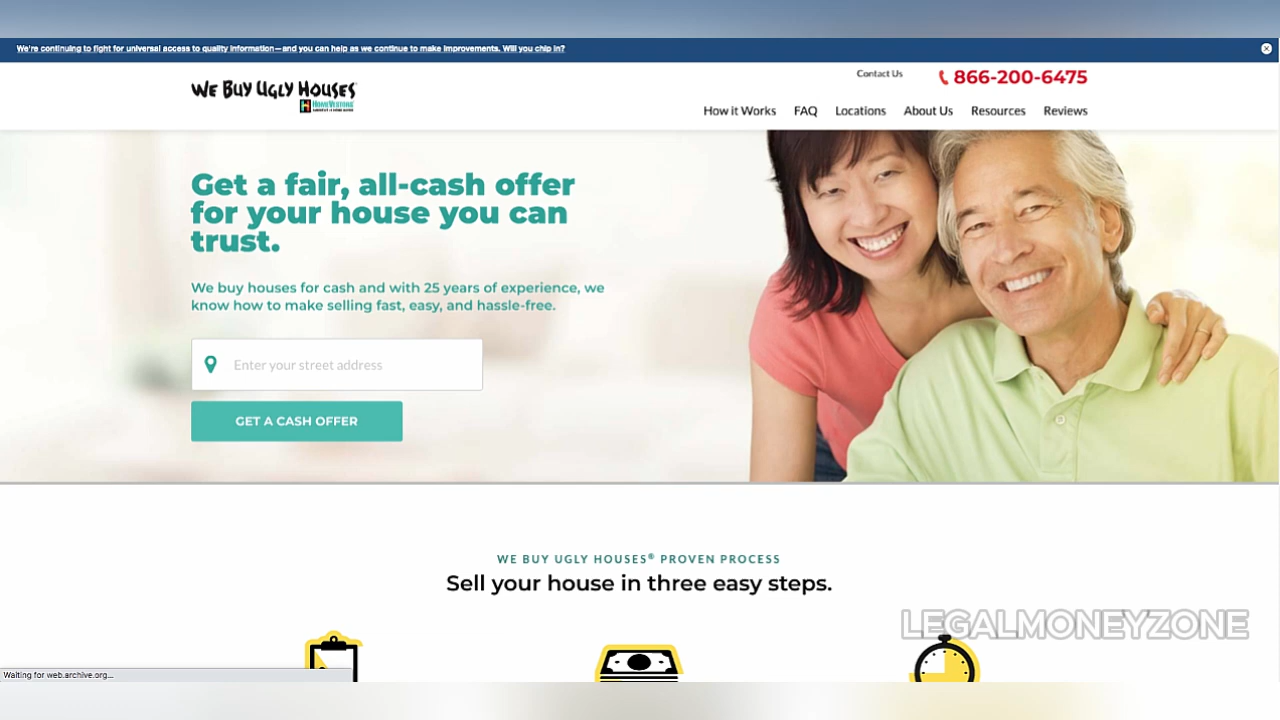 We're continuing to fight for universal access to quality information—and you can help as we continue to make improvements. Will you chip in?
Contact Us
866-200-6475
WE BUY UGLY HOUSES
HOMEVESTORS
How it Works FAQ Locations About Us Resources Reviews
Get a fair, all-cash offer
for your house you can
trust.
We buy houses for cash and with 25 years of experience, we
know how to make selling fast, easy, and hassle-free.
Enter your street address
GET A CASH OFFER
WE BUY UGLY HOUSES® PROVEN PROCESS
Sell your house in three easy steps.
LEGALMONEYZONE
Waiting for web.archive.org...